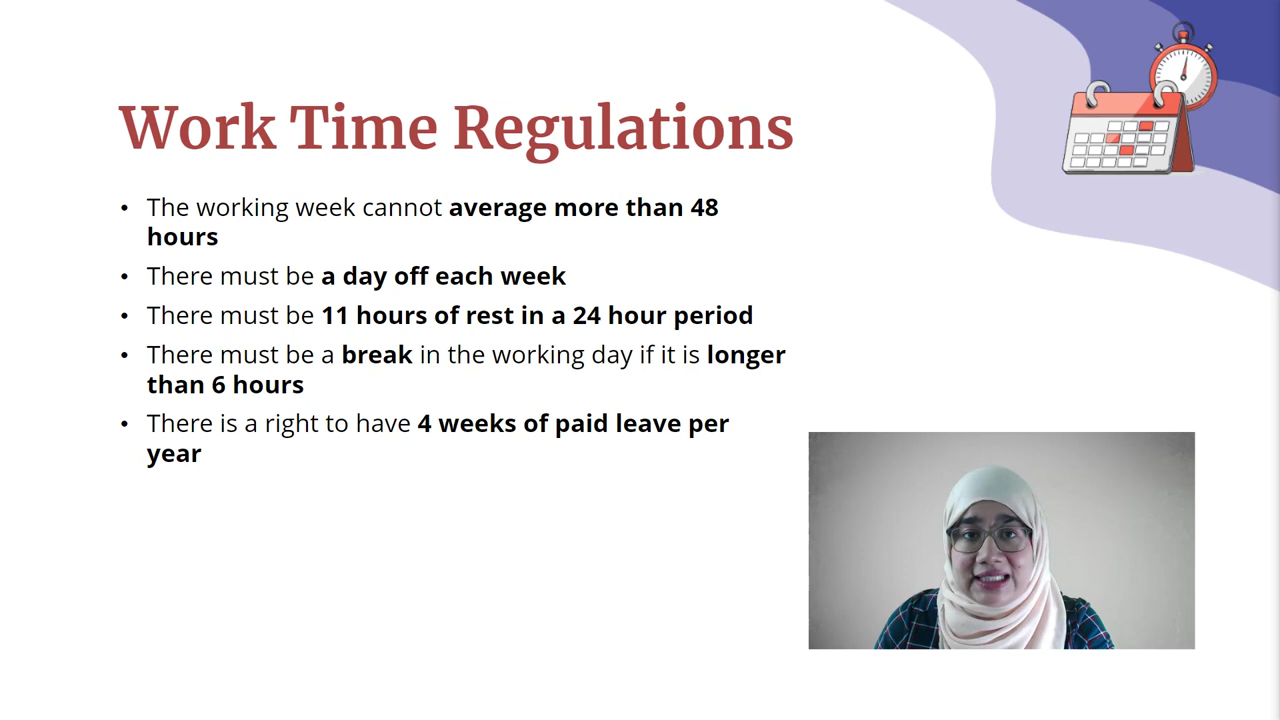 Work Time Regulations
• The working week cannot average more than 48
hours
• There must be a day off each week
• There must be 11 hours of rest in a 24 hour period
• There must be a break in the working day if it is longer
than 6 hours
• There is a right to have 4 weeks of paid leave per
year